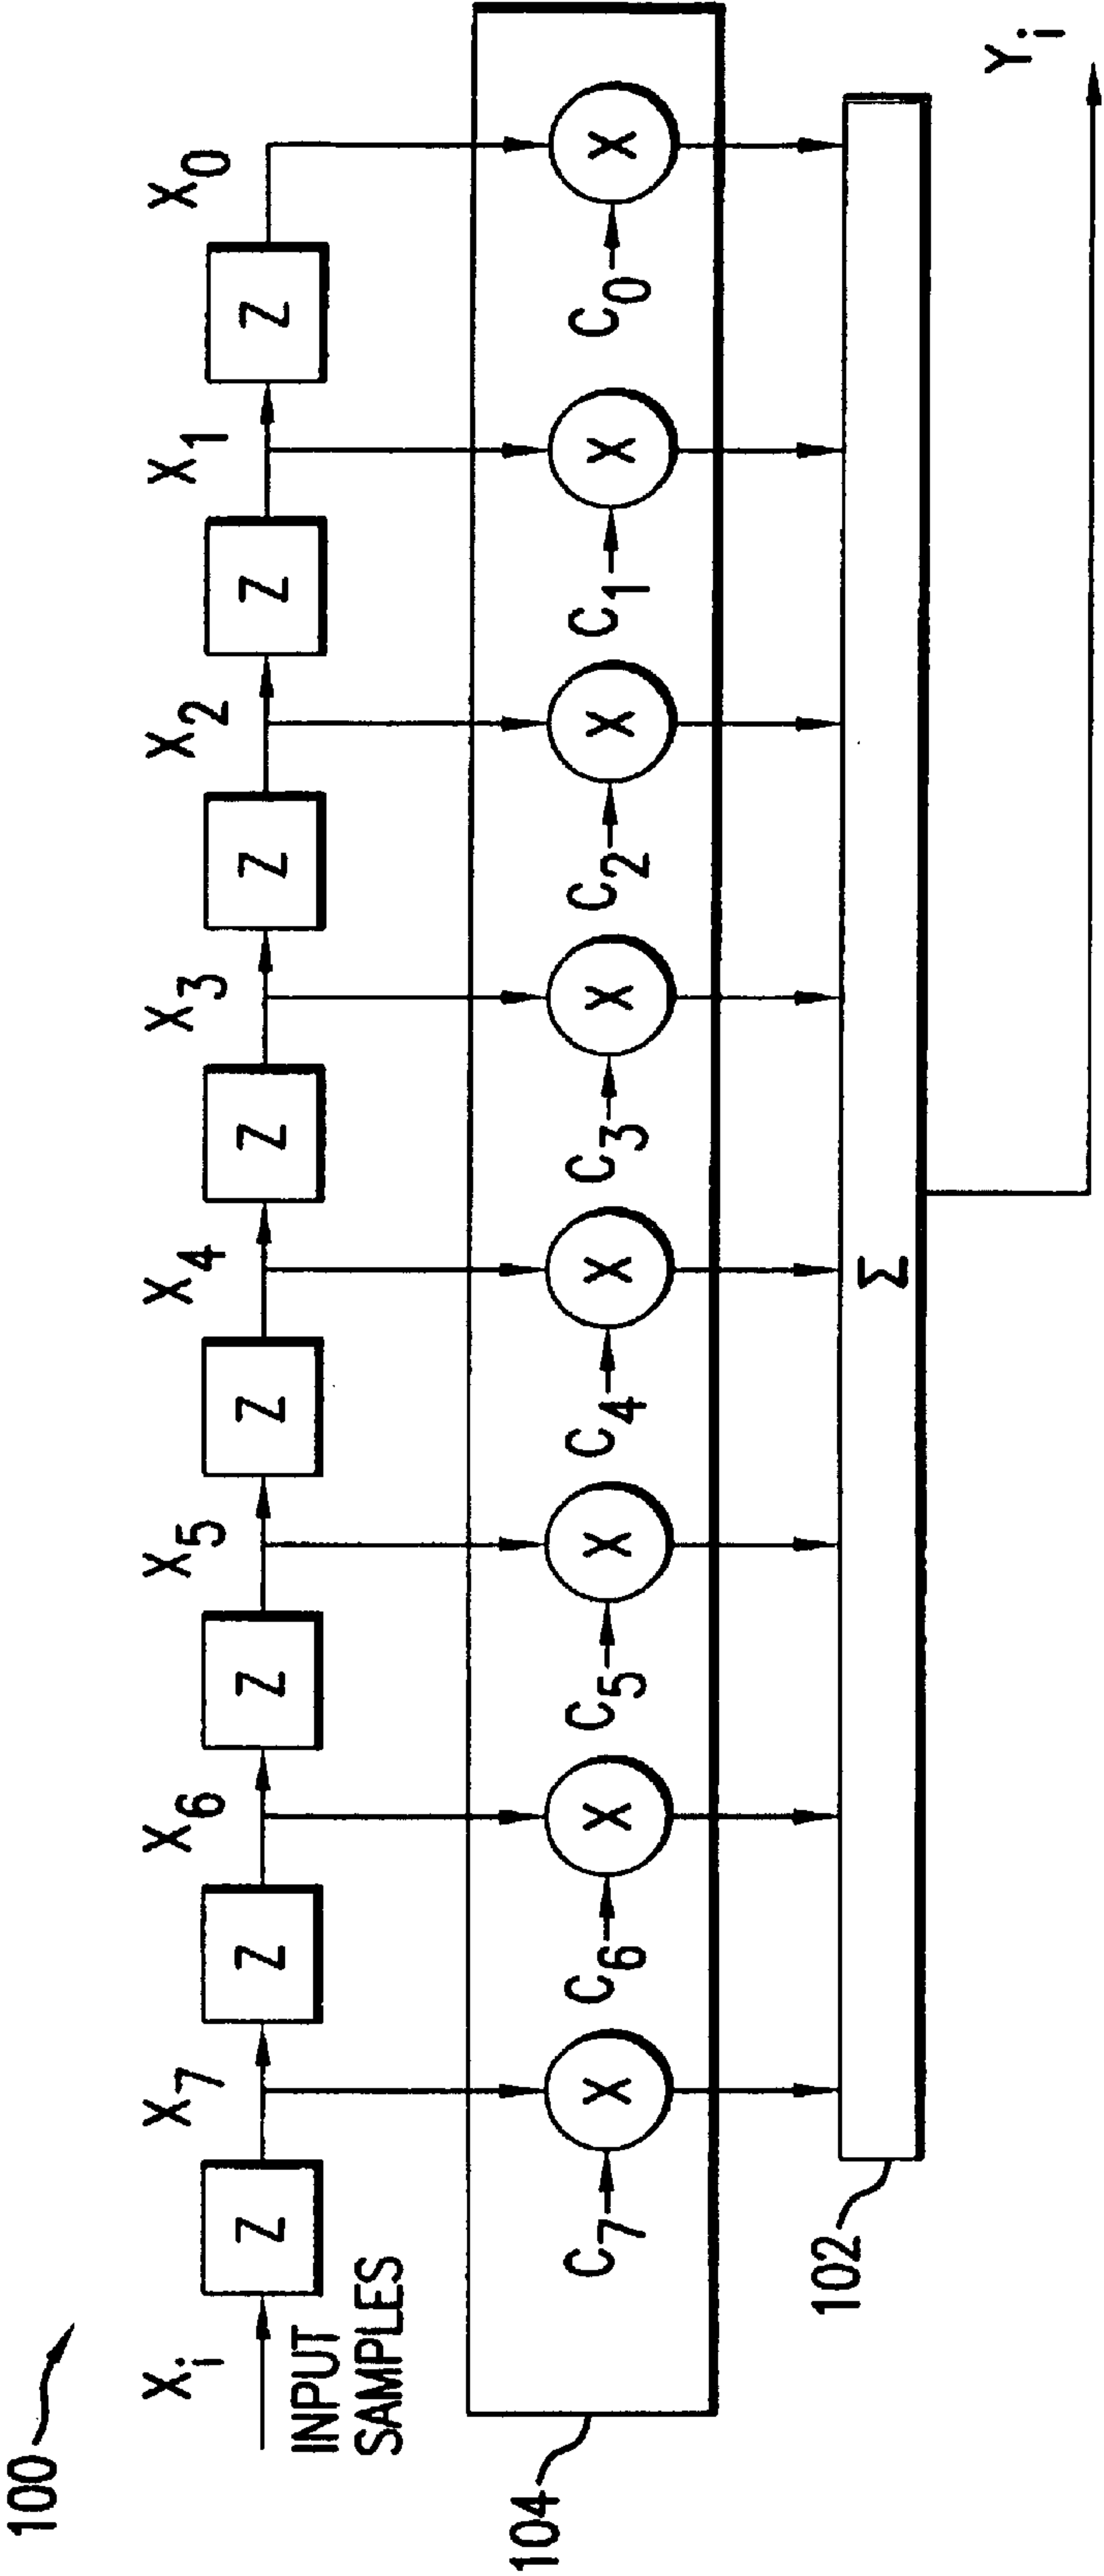 100
X_i
X_7
X_6
X_5
X_4
X_3
X_2
X_1
X_0
INPUT
SAMPLES
Z
Z
Z
Z
Z
Z
Z
Z
104
C_7
C_6
C_5
C_4
C_3
C_2
C_1
C_0
X
X
X
X
X
X
X
X
102
Σ
Y_i